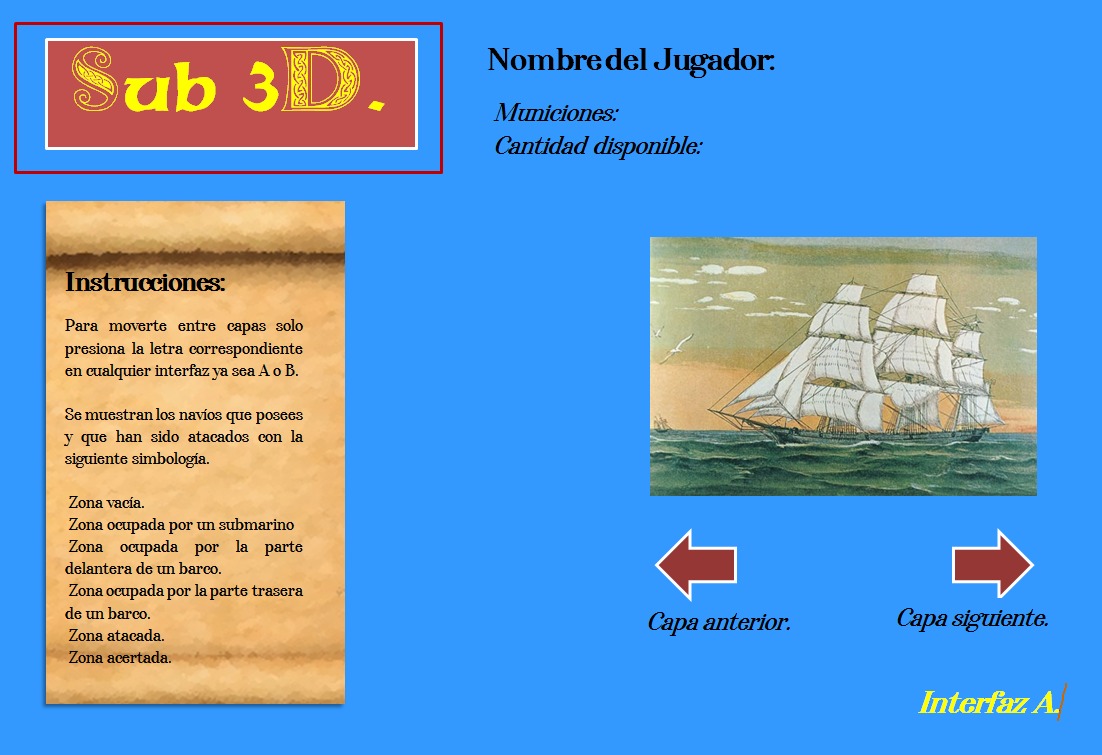 Sub 3D.
Nombre del Jugador:
Municiones:
Cantidad disponible:
Instrucciones:
Para moverte entre capas solo
presiona la letra correspondiente
en cualquier interfaz ya sea A o B.
Se muestran los navíos que posees
y que han sido atacados con la
siguiente simbología.
Zona vacía.
Zona ocupada por un submarino
Zona ocupada por la parte
delantera de un barco.
Zona ocupada por la parte trasera
de un barco.
Zona atacada.
Zona acertada.
Capa anterior.
Capa siguiente.
Interfaz A.